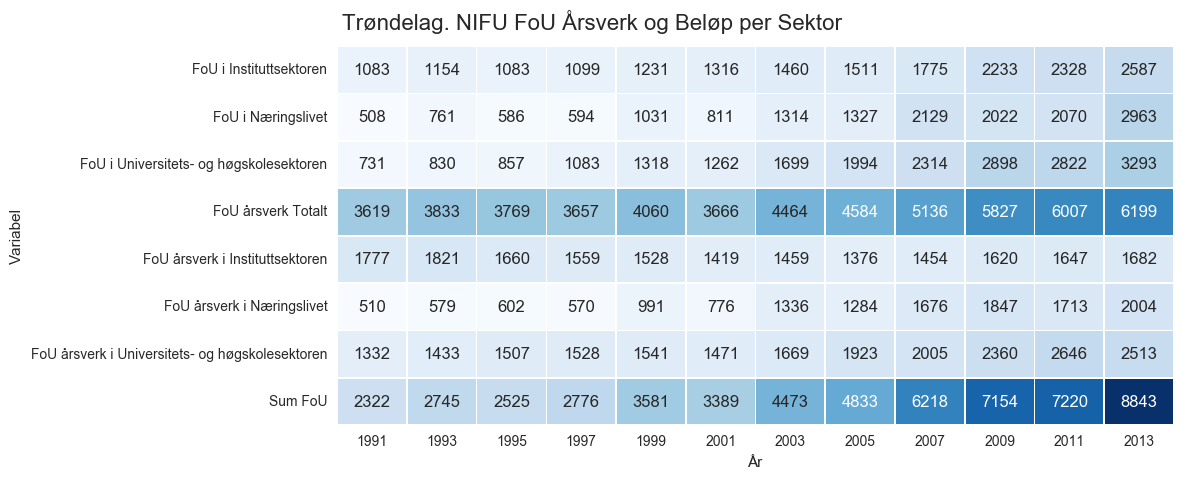 Trøndelag. NIFU FoU Årsverk og Beløp per Sektor
Variabel
FoU i Instituttsektoren 1083 1154 1083 1099 1231 1316 1460 1511 1775 2233 2328 2587
FoU i Næringslivet 508 761 586 594 1031 811 1314 1327 2129 2022 2070 2963
FoU i Universitets- og høgskolesektoren 731 830 857 1083 1318 1262 1699 1994 2314 2898 2822 3293
FoU årsverk Totalt 3619 3833 3769 3657 4060 3666 4464 4584 5136 5827 6007 6199
FoU årsverk i Instituttsektoren 1777 1821 1660 1559 1528 1419 1459 1376 1454 1620 1647 1682
FoU årsverk i Næringslivet 510 579 602 570 991 776 1336 1284 1676 1847 1713 2004
FoU årsverk i Universitets- og høgskolesektoren 1332 1433 1507 1528 1541 1471 1669 1923 2005 2360 2646 2513
Sum FoU 2322 2745 2525 2776 3581 3389 4473 4833 6218 7154 7220 8843
1991 1993 1995 1997 1999 2001 2003 2005 2007 2009 2011 2013
År